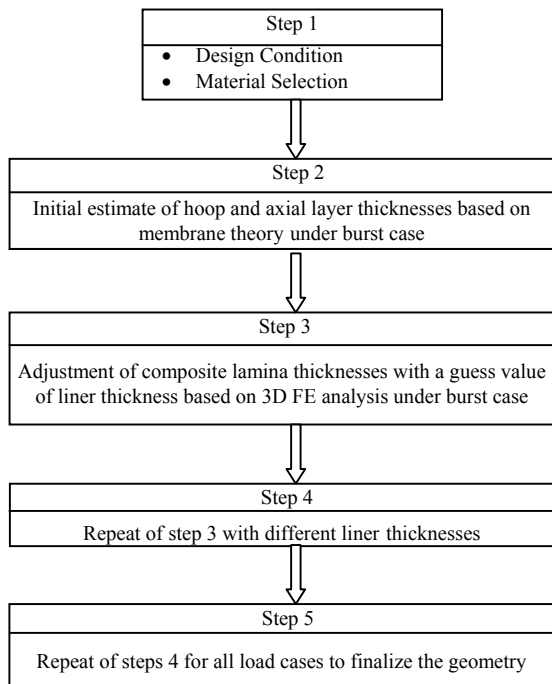 Step 1
• Design Condition
• Material Selection
Step 2
Initial estimate of hoop and axial layer thicknesses based on
membrane theory under burst case
Step 3
Adjustment of composite lamina thicknesses with a guess value
of liner thickness based on 3D FE analysis under burst case
Step 4
Repeat of step 3 with different liner thicknesses
Step 5
Repeat of steps 4 for all load cases to finalize the geometry